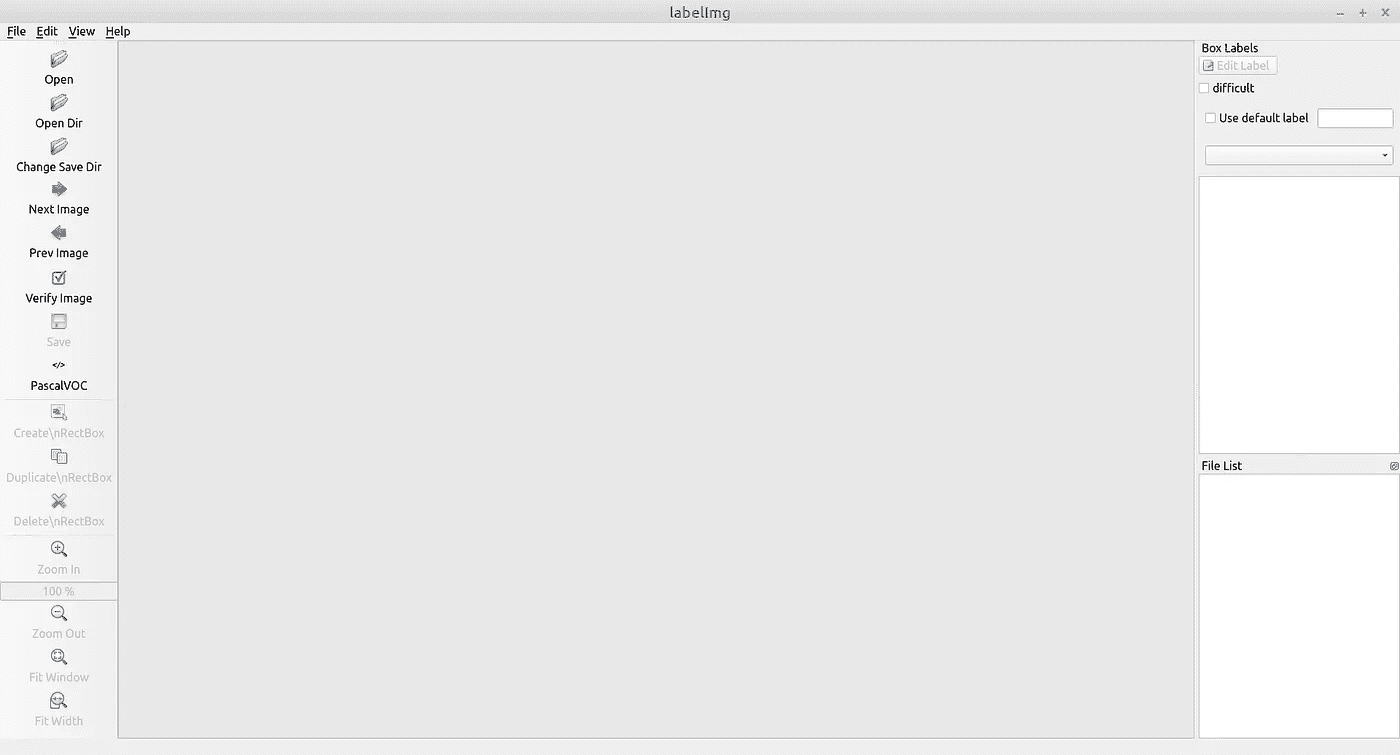 labelImg
File Edit View Help
Open
Open Dir
Change Save Dir
Next Image
Prev Image
Verify Image
Save
</>
PascalVOC
Create\nRectBox
Duplicate\nRectBox
Delete\nRectBox
Zoom In
100 %
Zoom Out
Fit Window
Fit Width
Box Labels
Edit Label
difficult
Use default label
File List